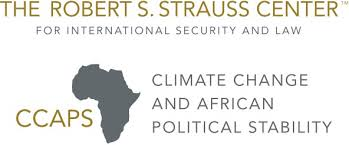 THE ROBERT S. STRAUSS CENTER™
FOR INTERNATIONAL SECURITY AND LAW
CCAPS
CLIMATE CHANGE
AND AFRICAN
POLITICAL STABILITY